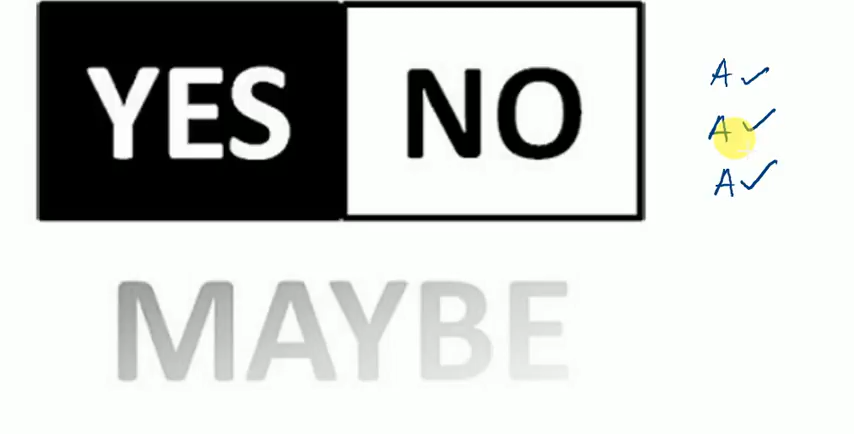 YES NO
A ✓
A ✓
A ✓
MAYBE